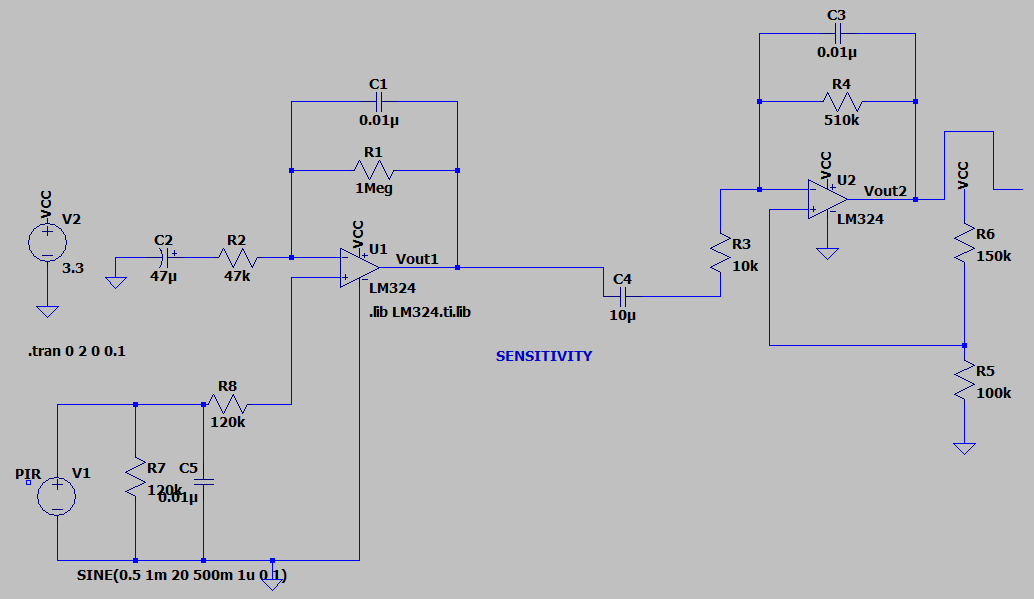 C3
0.01µ
R4
510k
C1
0.01µ
R1
1Meg
VCC
U2
Vout2
LM324
VCC
VCC
V2
3.3
C2
+
47µ
R2
47k
VCC
U1
Vout1
LM324
.lib LM324.ti.lib
R3
10k
R6
150k
C4
10µ
.tran 0 2 0 0.1
SENSITIVITY
R5
100k
R8
120k
PIR
V1
R7
120k
C5
0.01µ
SINE(0.5 1m 20 500m 1u 0 1)